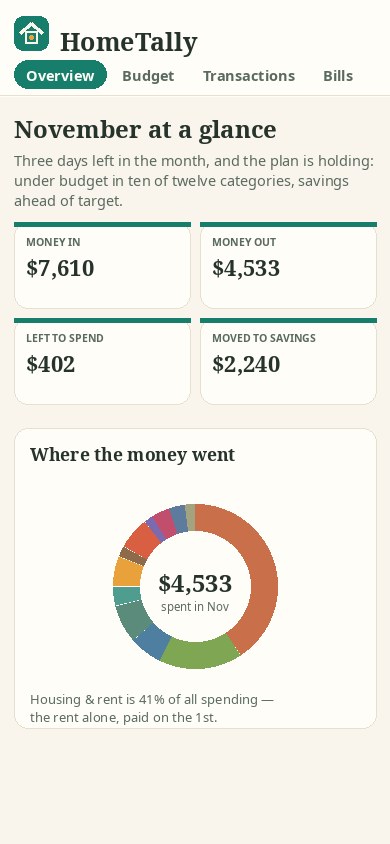 HomeTally
Overview Budget Transactions Bills
November at a glance
Three days left in the month, and the plan is holding:
under budget in ten of twelve categories, savings
ahead of target.
MONEY IN
$7,610
MONEY OUT
$4,533
LEFT TO SPEND
$402
MOVED TO SAVINGS
$2,240
Where the money went
$4,533
spent in Nov
Housing & rent is 41% of all spending —
the rent alone, paid on the 1st.